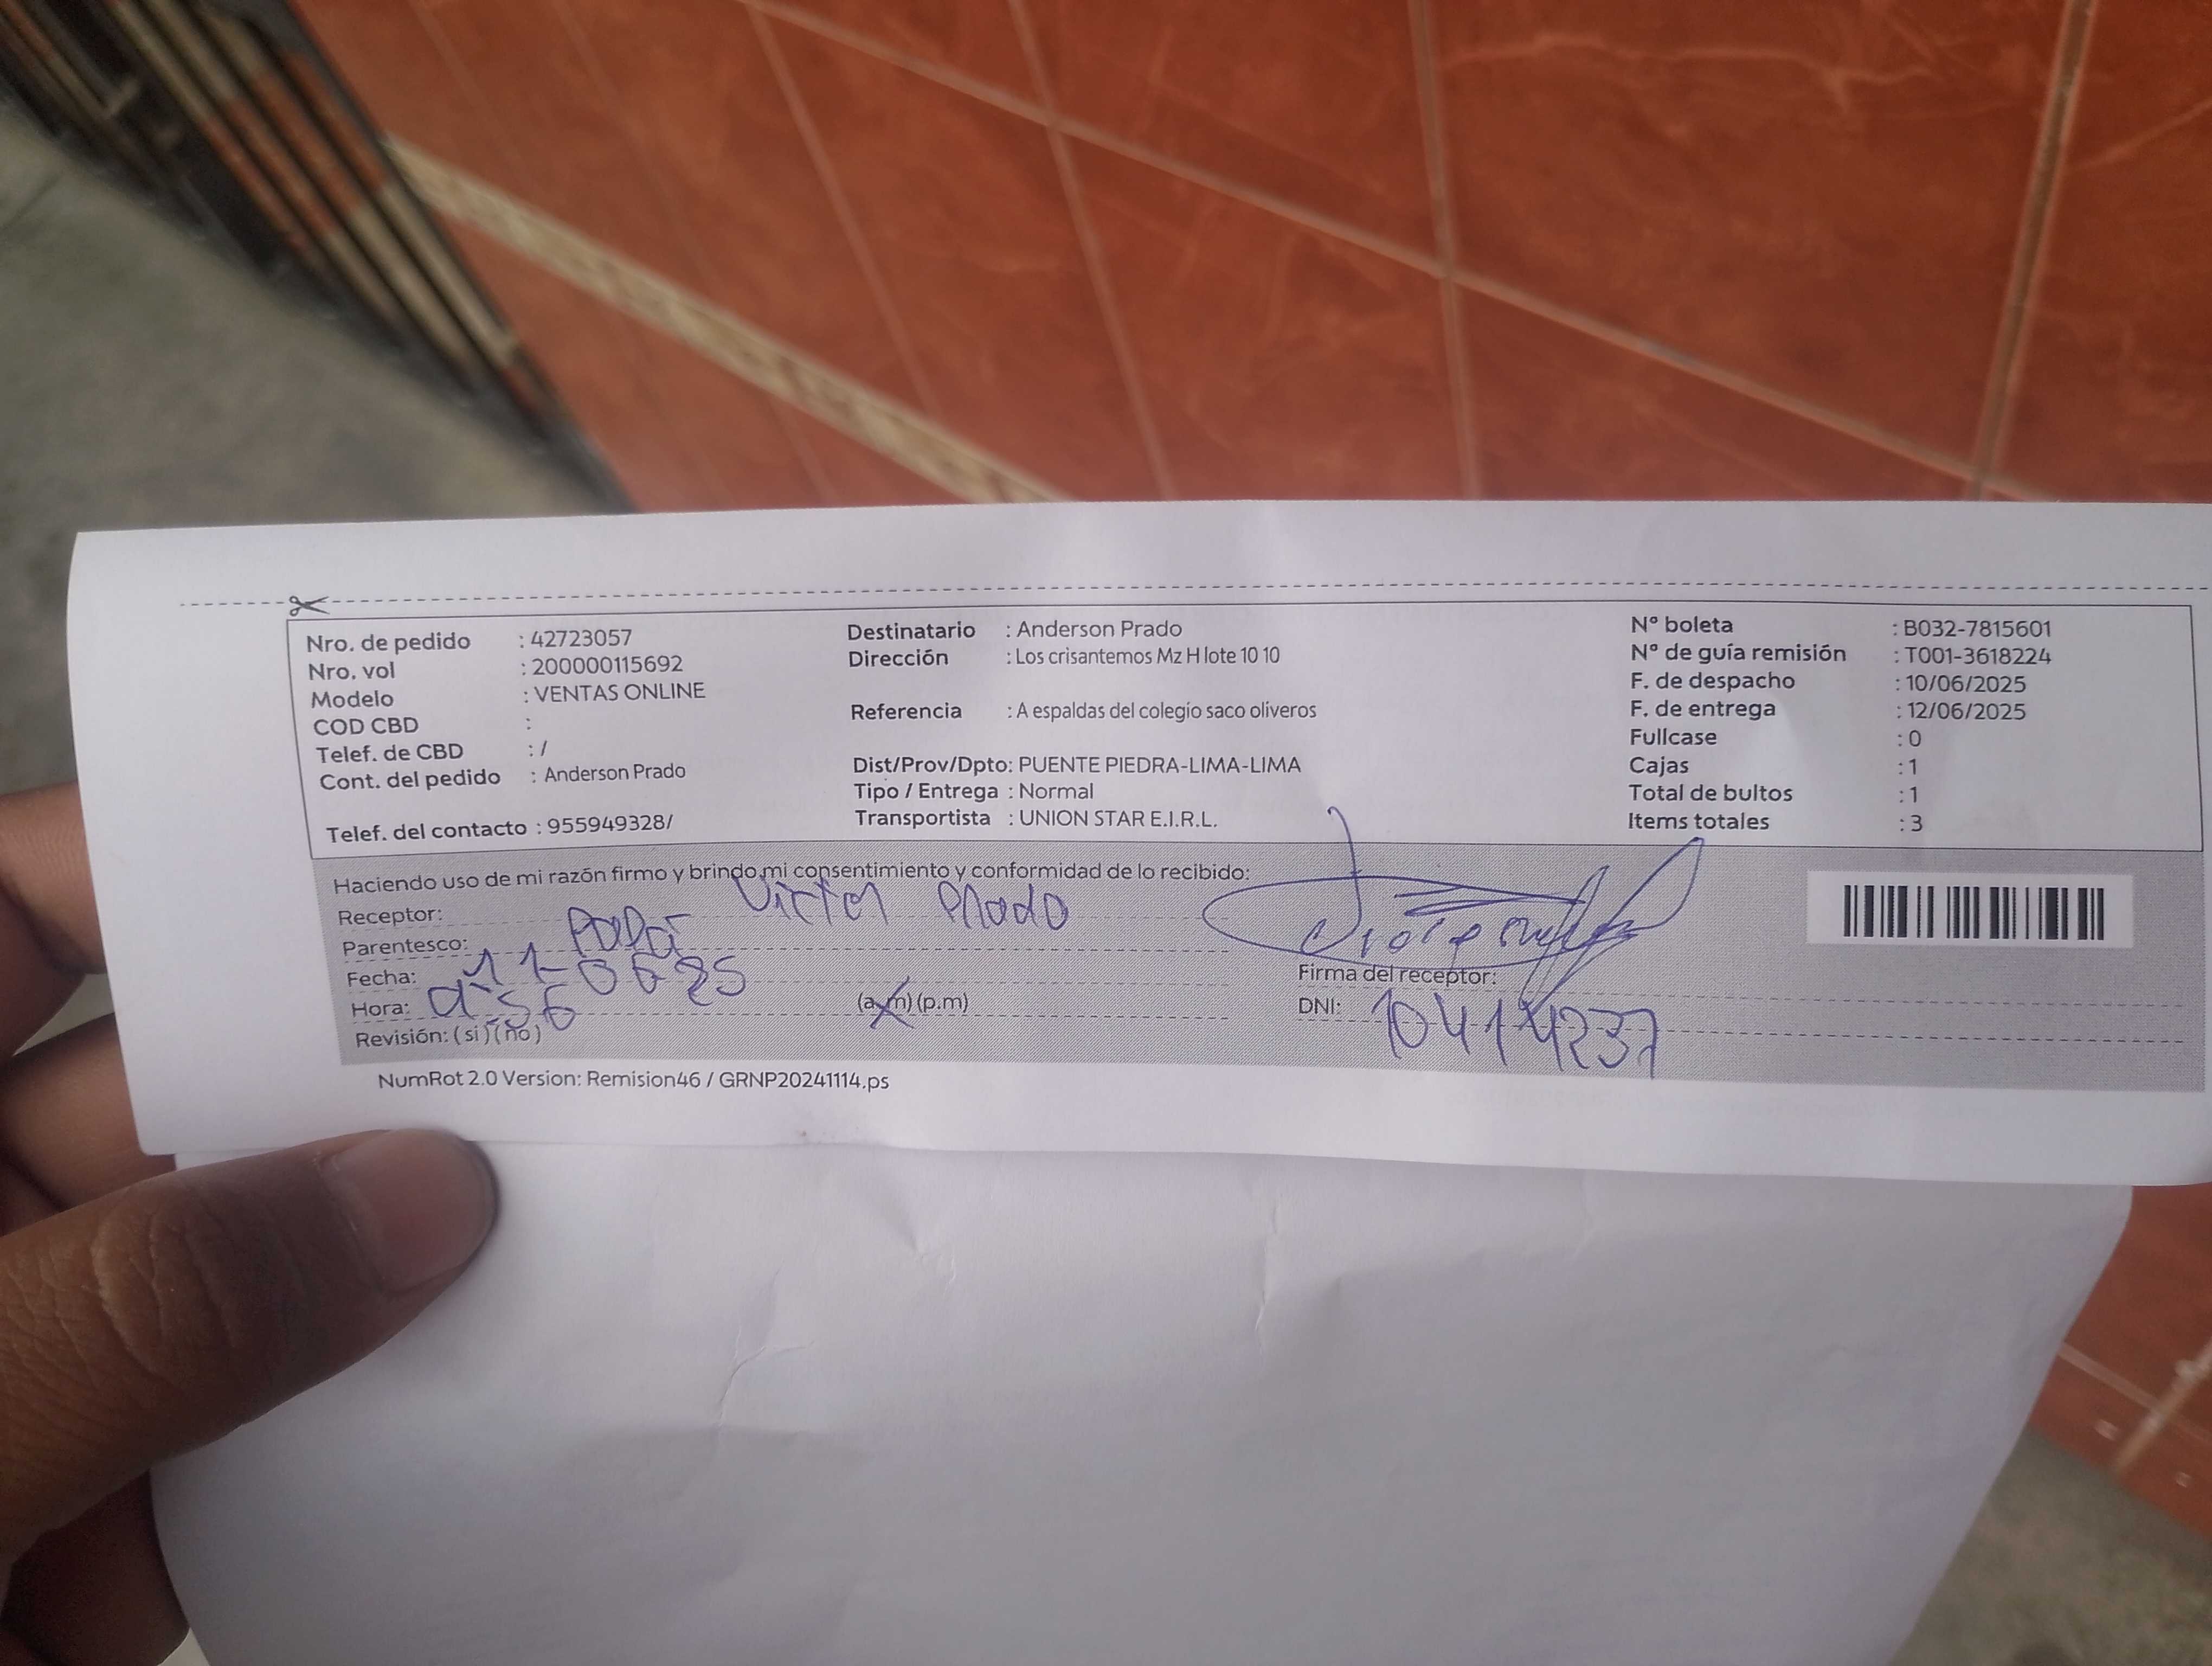 Nro. de pedido : 42723057
Nro. vol : 200000115692
Modelo : VENTAS ONLINE
COD CBD :
Telef. de CBD : /
Cont. del pedido : Anderson Prado
Telef. del contacto : 955949328/
Destinatario : Anderson Prado
Dirección : Los crisantemos Mz H lote 10 10
Referencia : A espaldas del colegio saco oliveros
Dist/Prov/Dpto: PUENTE PIEDRA-LIMA-LIMA
Tipo / Entrega : Normal
Transportista : UNION STAR E.I.R.L.
Nº boleta : B032-7815601
Nº de guía remisión : T001-3618224
F. de despacho : 10/06/2025
F. de entrega : 12/06/2025
Fullcase : 0
Cajas : 1
Total de bultos : 1
Items totales : 3
Haciendo uso de mi razón firmo y brindo mi consentimiento y conformidad de lo recibido:
Receptor: Victor Prado
Parentesco: Papá
Fecha: 11-06-25
Hora: 9:56 (a.m) (p.m)
Revisión: (si) (no)
Firma del receptor:
DNI: 10414237
NumRot 2.0 Version: Remision46 / GRNP20241114.ps